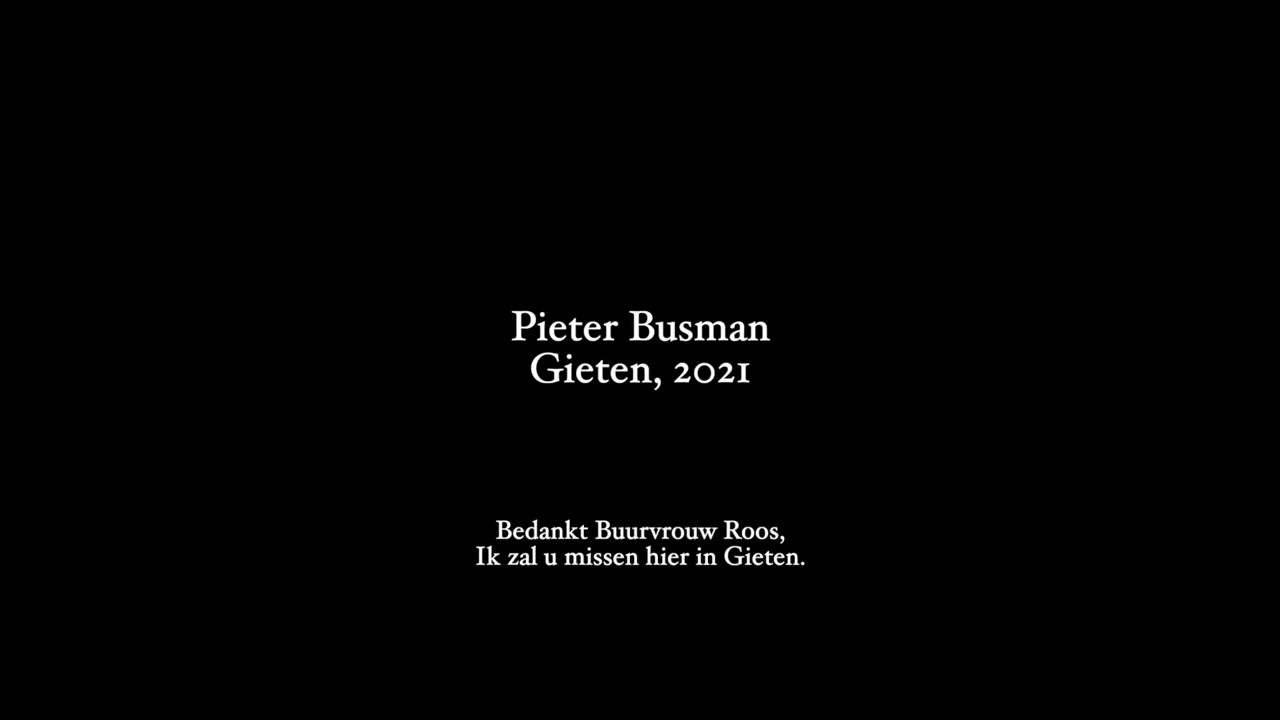 Pieter Busman
Gieten, 2021
Bedankt Buurvrouw Roos,
Ik zal u missen hier in Gieten.